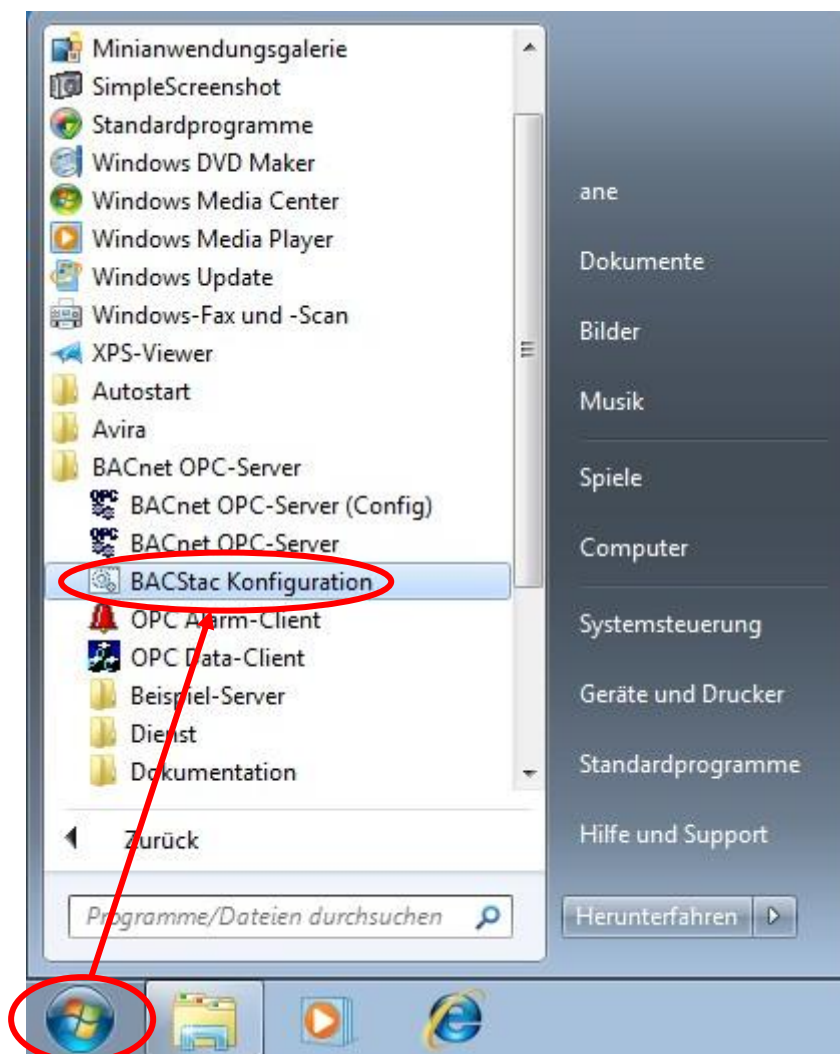 Minianwendungsgalerie
SimpleScreenshot
Standardprogramme
Windows DVD Maker
Windows Media Center
Windows Media Player
Windows Update
Windows-Fax und -Scan
XPS-Viewer
Autostart
Avira
BACnet OPC-Server
OPC BACnet OPC-Server (Config)
OPC BACnet OPC-Server
BACStac Konfiguration
OPC Alarm-Client
OPC Data-Client
Beispiel-Server
Dienst
Dokumentation
Zurück
Programme/Dateien durchsuchen
ane
Dokumente
Bilder
Musik
Spiele
Computer
Systemsteuerung
Geräte und Drucker
Standardprogramme
Hilfe und Support
Herunterfahren